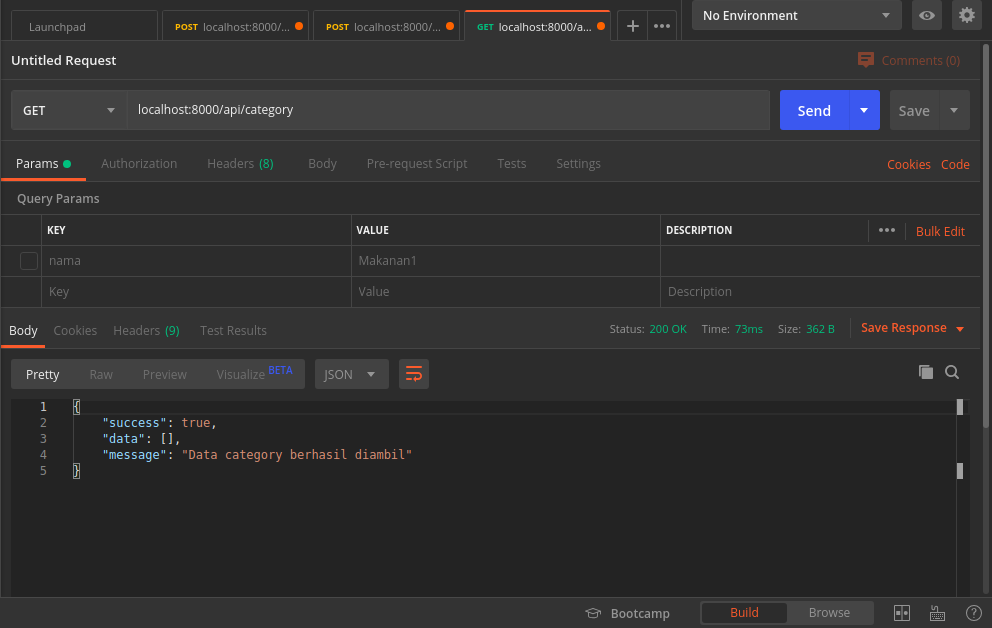 Launchpad POST localhost:8000/... POST localhost:8000/... GET localhost:8000/a... No Environment
Untitled Request Comments (0)
GET localhost:8000/api/category Send Save
Params Authorization Headers (8) Body Pre-request Script Tests Settings Cookies Code
Query Params
KEY VALUE DESCRIPTION Bulk Edit
nama Makanan1
Key Value Description
Body Cookies Headers (9) Test Results Status: 200 OK Time: 73ms Size: 362 B Save Response
Pretty Raw Preview Visualize BETA JSON
1 {
2 "success": true,
3 "data": [],
4 "message": "Data category berhasil diambil"
5 }
Bootcamp Build Browse